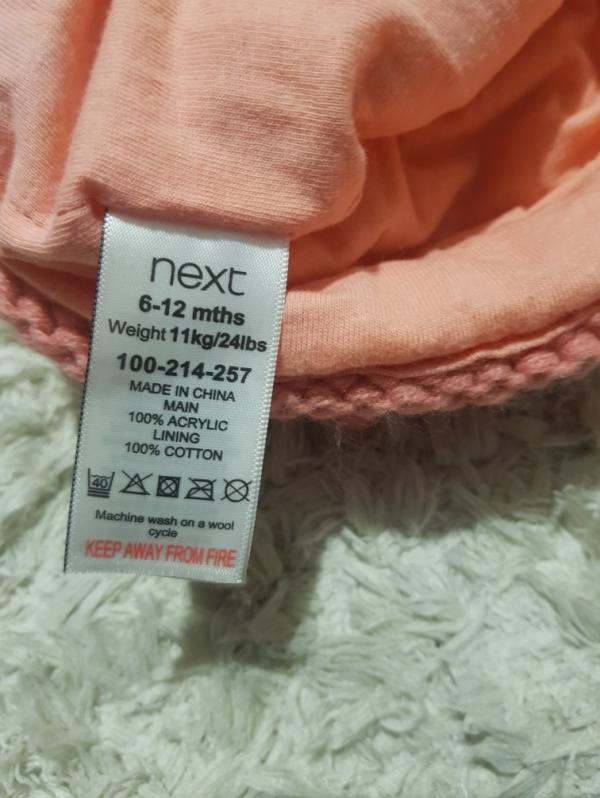 next
6-12 mths
Weight 11kg/24lbs
100-214-257
MADE IN CHINA
MAIN
100% ACRYLIC
LINING
100% COTTON
40
Machine wash on a wool
cycle
KEEP AWAY FROM FIRE